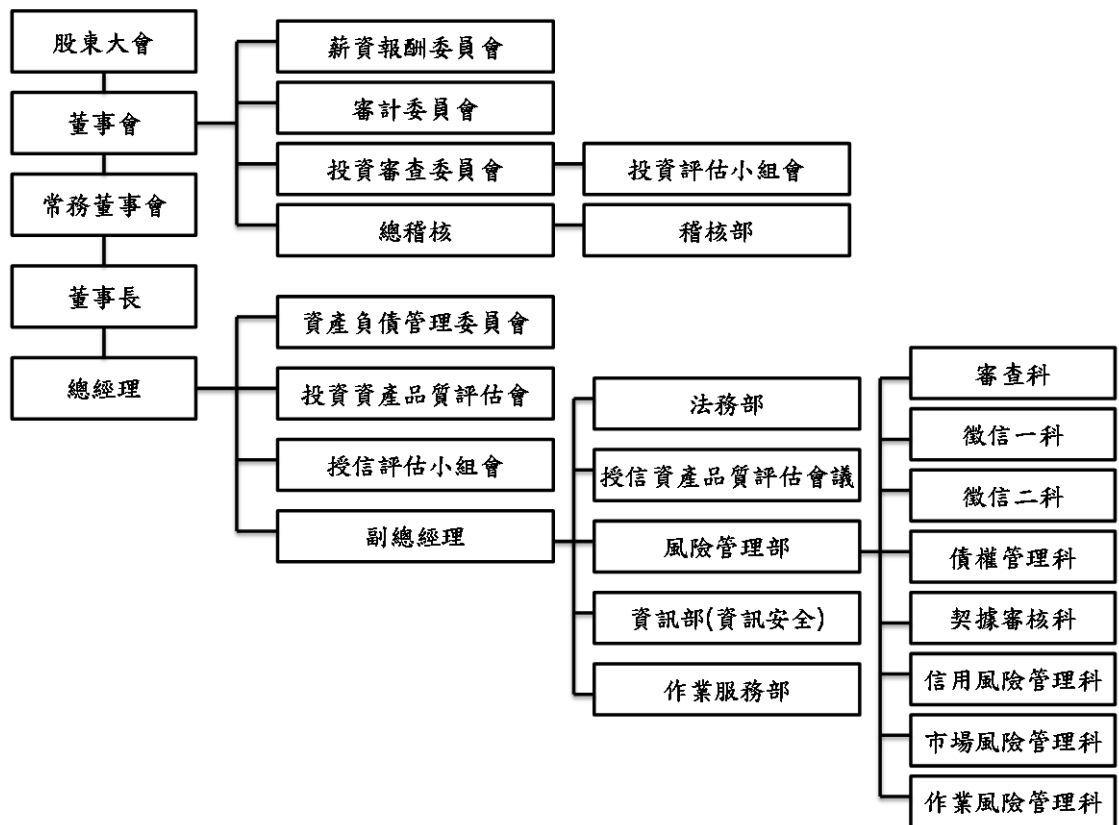 股東大會
董事會
常務董事會
董事長
總經理
薪資報酬委員會
審計委員會
投資審查委員會
投資評估小組會
總稽核
稽核部
資產負債管理委員會
投資資產品質評估會
授信評估小組會
副總經理
法務部
授信資產品質評估會議
風險管理部
資訊部(資訊安全)
作業服務部
審查科
徵信一科
徵信二科
債權管理科
契據審核科
信用風險管理科
市場風險管理科
作業風險管理科